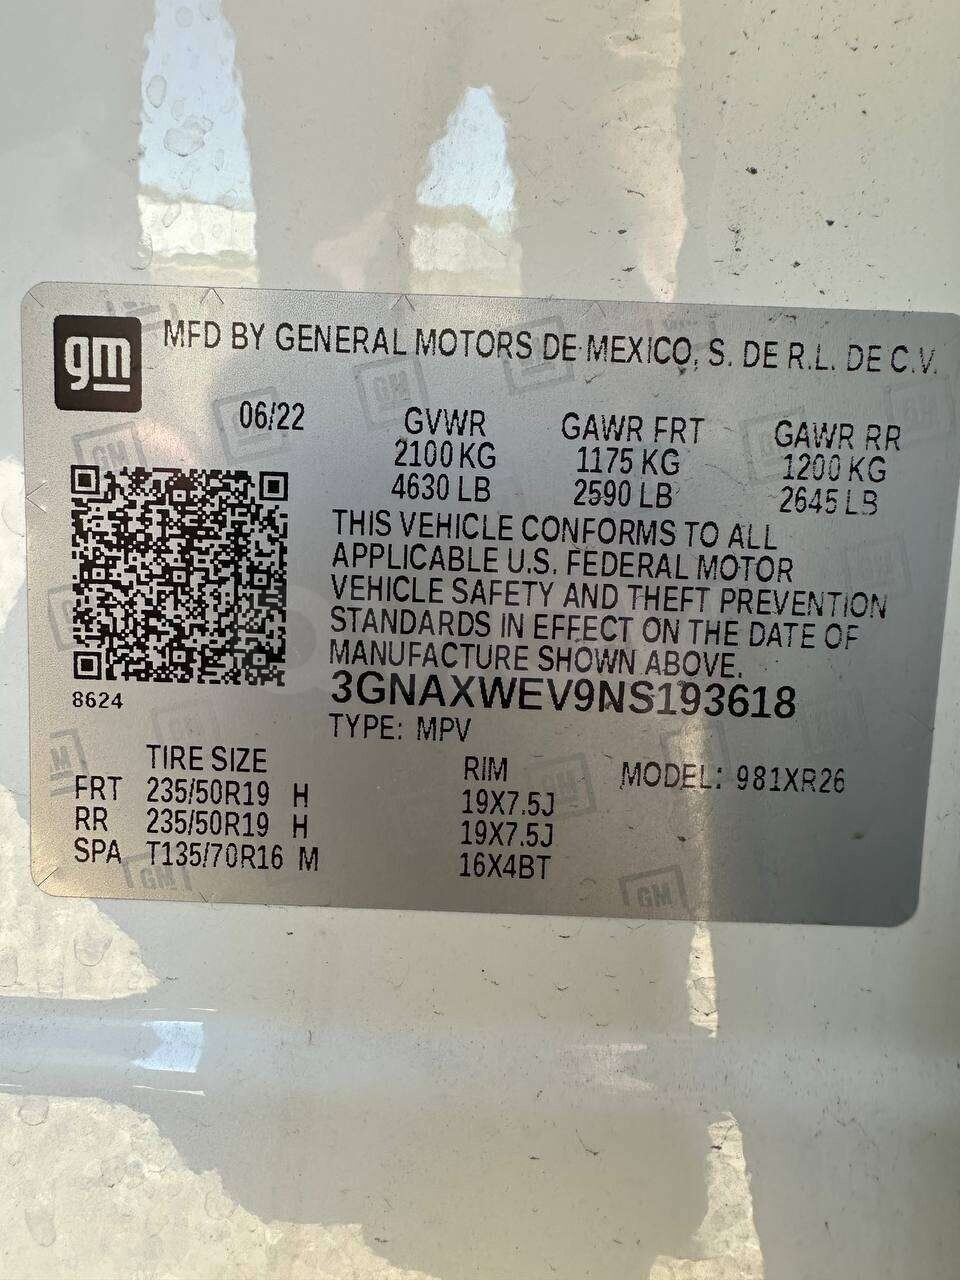 gm MFD BY GENERAL MOTORS DE MEXICO, S. DE R.L. DE C.V.
06/22 GVWR GAWR FRT GAWR RR
2100 KG 1175 KG 1200 KG
4630 LB 2590 LB 2645 LB
THIS VEHICLE CONFORMS TO ALL
APPLICABLE U.S. FEDERAL MOTOR
VEHICLE SAFETY AND THEFT PREVENTION
STANDARDS IN EFFECT ON THE DATE OF
MANUFACTURE SHOWN ABOVE.
8624 3GNAXWEV9NS193618
TYPE: MPV
TIRE SIZE RIM MODEL: 981XR26
FRT 235/50R19 H 19X7.5J
RR 235/50R19 H 19X7.5J
SPA T135/70R16 M 16X4BT
GM